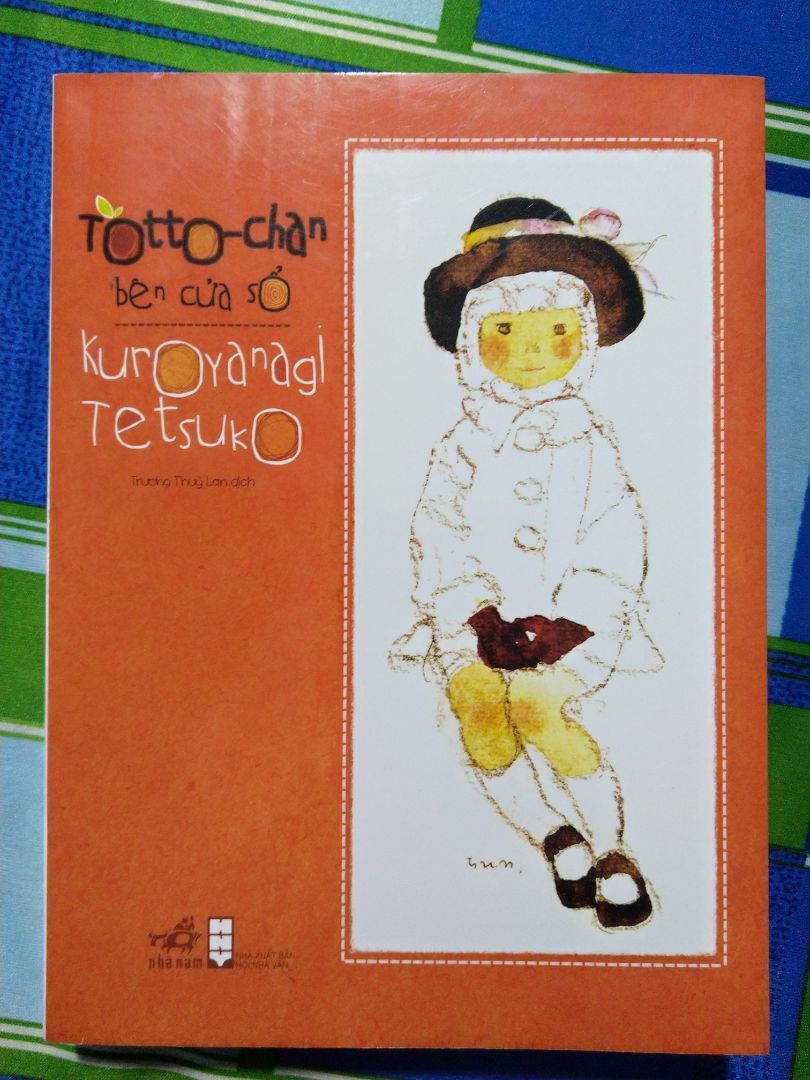 Totto-chan
bên cửa sổ
Kuroyanagi
Tetsuko
Trương Thuỳ Lan dịch
nhã nam
NHÀ XUẤT BẢN
HỘI NHÀ VĂN